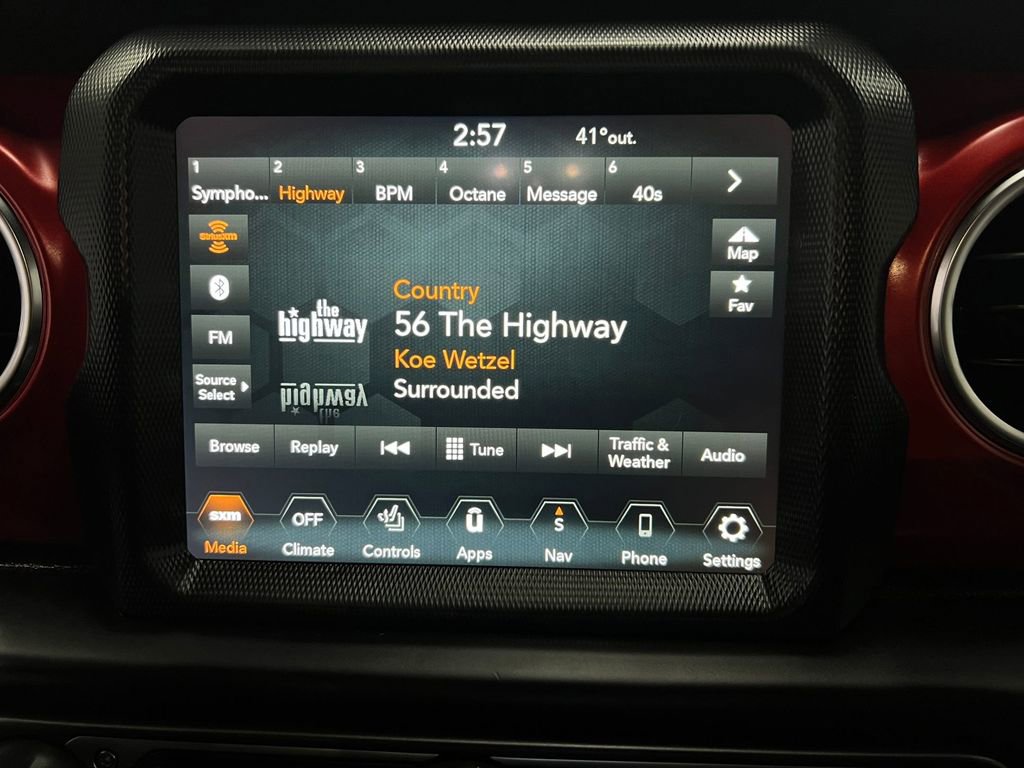 2:57 41°out.
1 2 3 4 5 6
Sympho... Highway BPM Octane Message 40s
SiriusXM
Map
FM
Fav
Source
Select
the
highway
Country
56 The Highway
Koe Wetzel
Surrounded
Browse Replay Tune Traffic &
Weather Audio
sxm OFF u S
Media Climate Controls Apps Nav Phone Settings